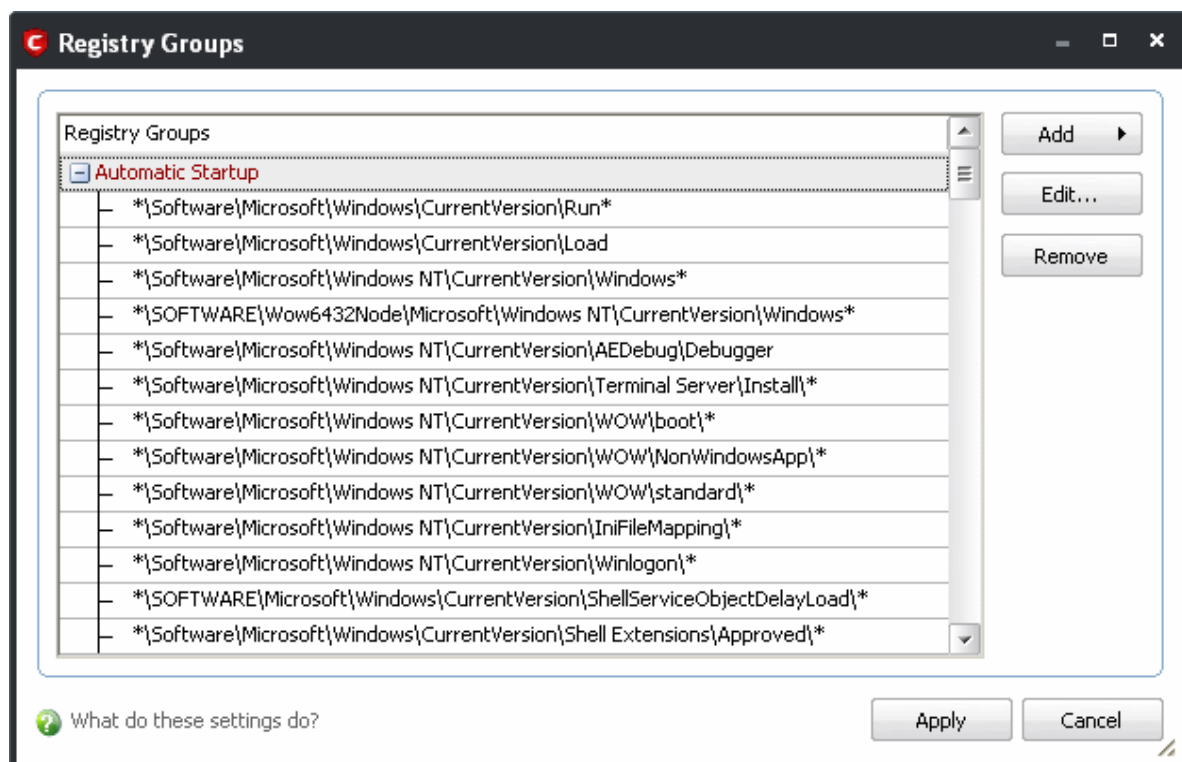 Registry Groups
Registry Groups
Automatic Startup
*\Software\Microsoft\Windows\CurrentVersion\Run*
*\Software\Microsoft\Windows\CurrentVersion\Load
*\Software\Microsoft\Windows NT\CurrentVersion\Windows*
*\SOFTWARE\Wow6432Node\Microsoft\Windows NT\CurrentVersion\Windows*
*\Software\Microsoft\Windows NT\CurrentVersion\AEDebug\Debugger
*\Software\Microsoft\Windows NT\CurrentVersion\Terminal Server\Install\*
*\Software\Microsoft\Windows NT\CurrentVersion\WOW\boot\*
*\Software\Microsoft\Windows NT\CurrentVersion\WOW\NonWindowsApp\*
*\Software\Microsoft\Windows NT\CurrentVersion\WOW\standard\*
*\Software\Microsoft\Windows NT\CurrentVersion\IniFileMapping\*
*\Software\Microsoft\Windows NT\CurrentVersion\Winlogon\*
*\SOFTWARE\Microsoft\Windows\CurrentVersion\ShellServiceObjectDelayLoad\*
*\Software\Microsoft\Windows\CurrentVersion\Shell Extensions\Approved\*
Add
Edit...
Remove
What do these settings do?
Apply
Cancel